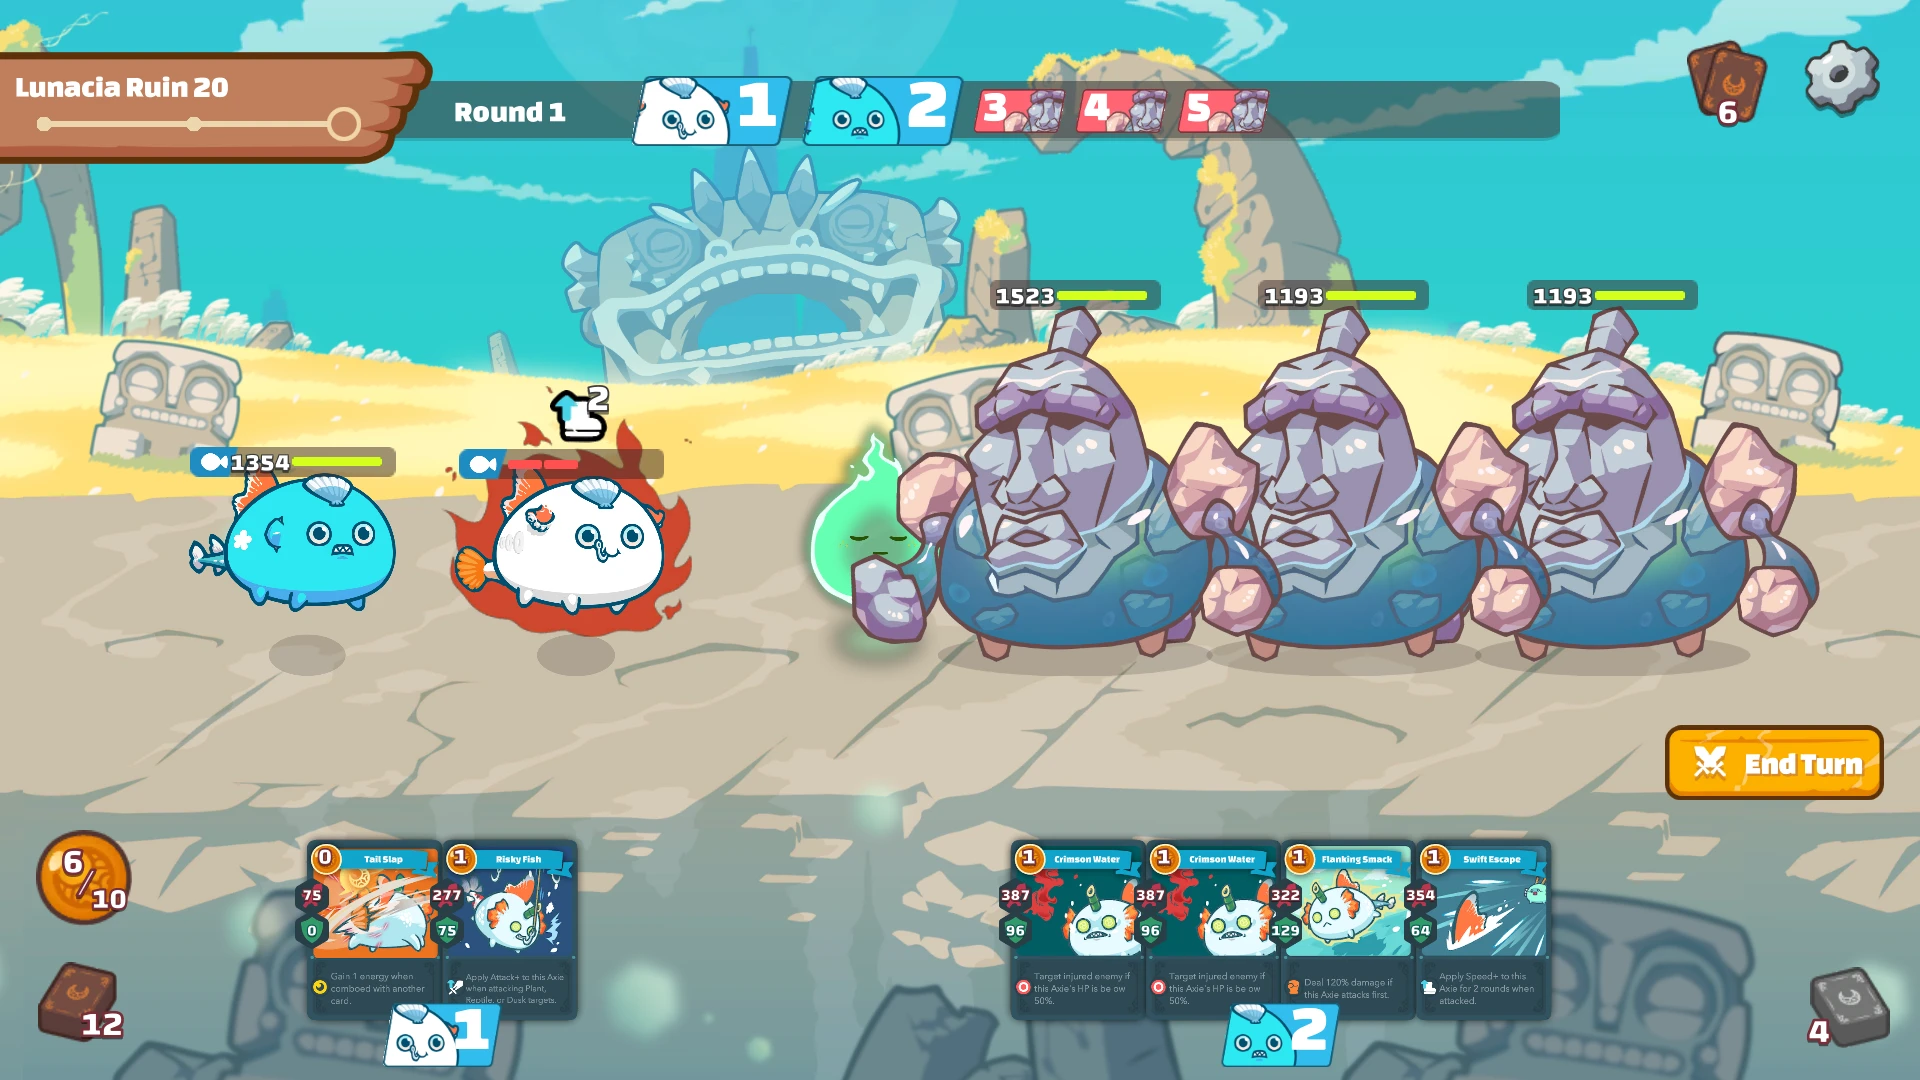 Lunacia Ruin 20
Round 1
1
2
3
4
5
6
1523
1193
1193
2
1354
End Turn
6/10
12
4
0
Tail Slap
75
0
Gain 1 energy when
comboed with another
card.
1
Risky Fish
277
75
Apply Attack+ to this Axie
when attacking Plant,
Reptile, or Dusk targets.
1
1
Crimson Water
387
96
Target injured enemy if
this Axie's HP is be ow
50%.
1
Crimson Water
387
96
Target injured enemy if
this Axie's HP is be ow
50%.
1
Flanking Smack
322
129
Deal 120% damage if
this Axie attacks first.
1
Swift Escape
354
64
Apply Speed+ to this
Axie for 2 rounds when
attacked.
2